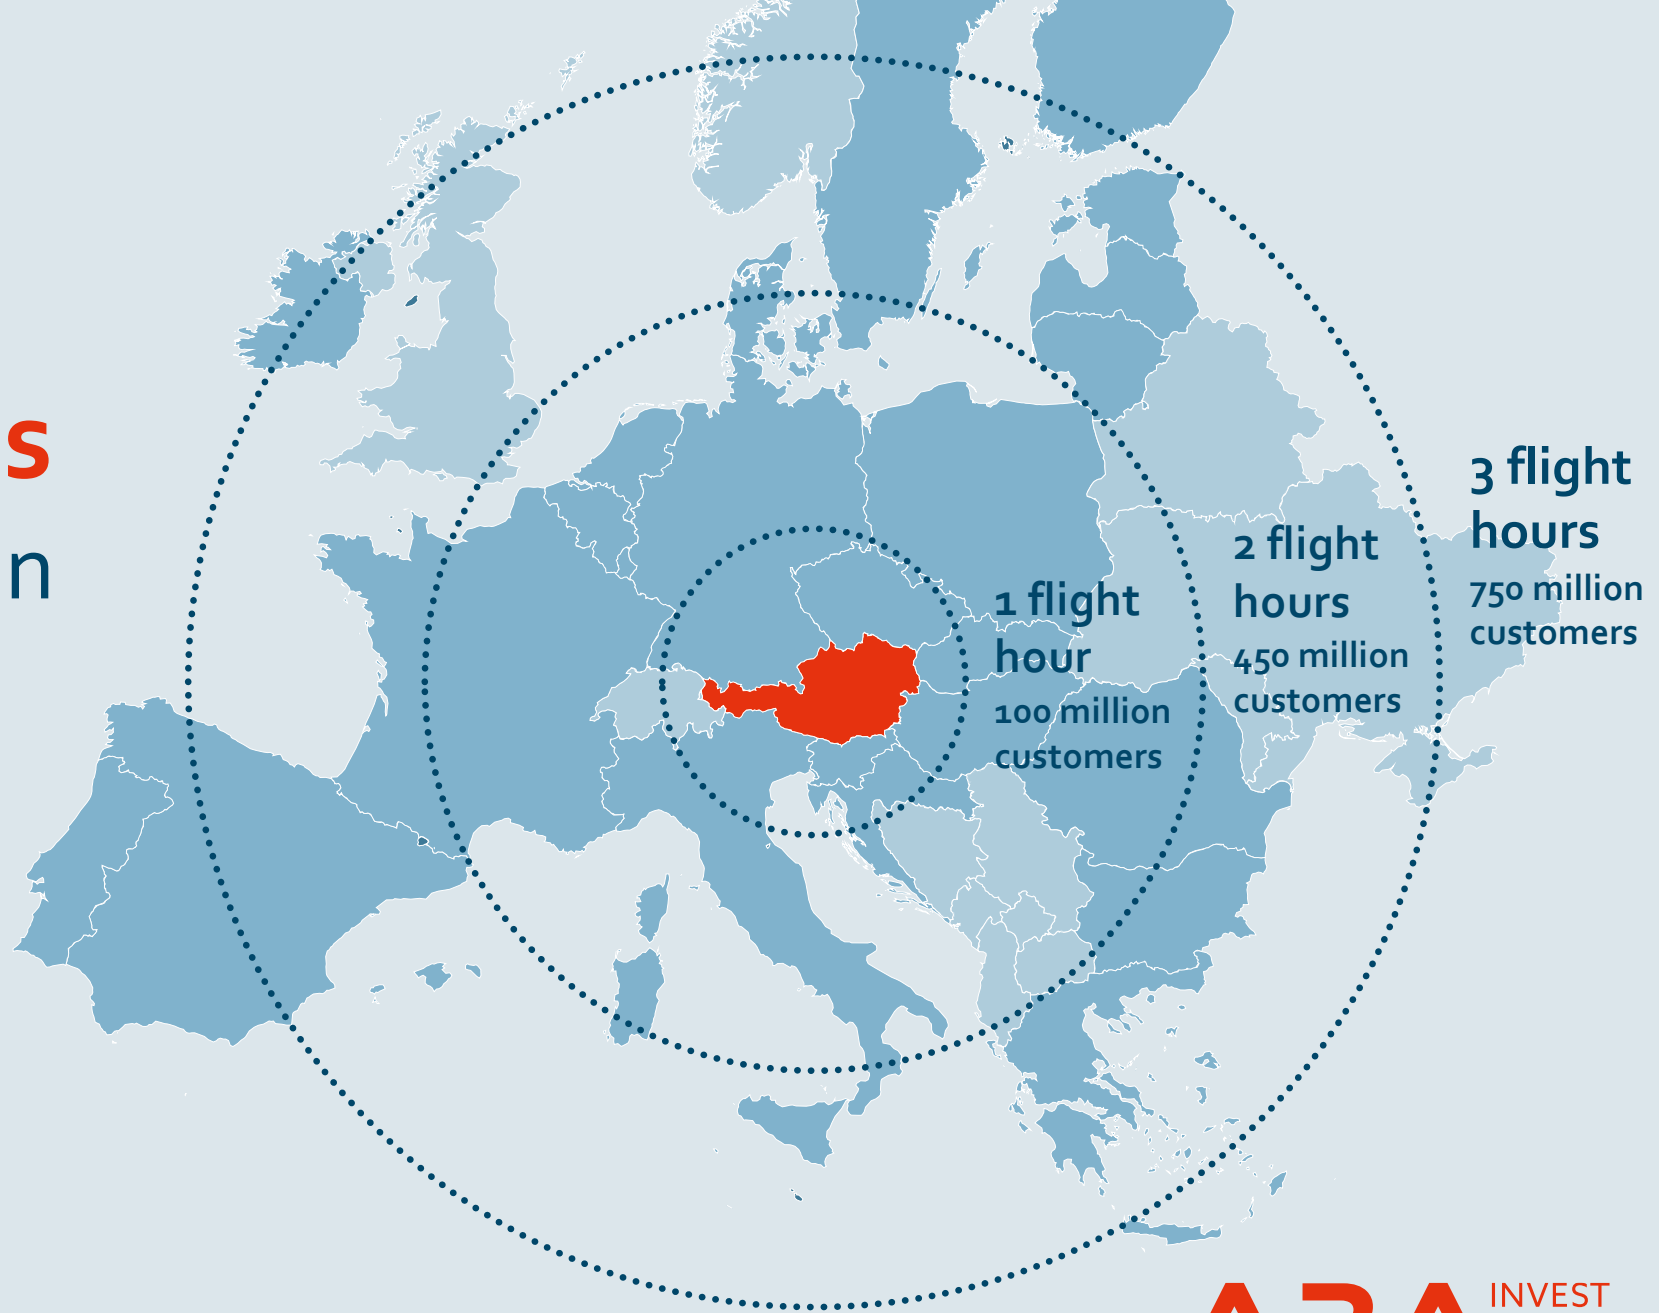 s
n
3 flight
hours
750 million
customers
2 flight
hours
450 million
customers
1 flight
hour
100 million
customers
ABA INVEST